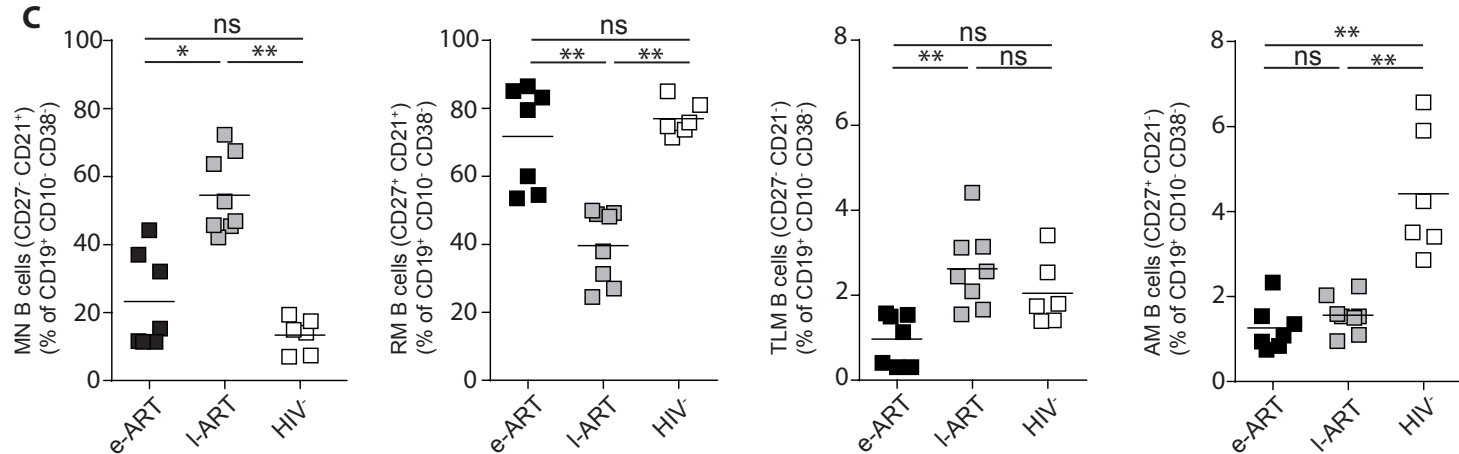 C
MN B cells (CD27⁻ CD21⁺)
(% of CD19⁺ CD10⁻ CD38⁻)
100
80
60
40
20
0
ns
* **
e-ART
l-ART
HIV⁻
RM B cells (CD27⁺ CD21⁺)
(% of CD19⁺ CD10⁻ CD38⁻)
100
80
60
40
20
0
ns
** **
e-ART
l-ART
HIV⁻
TLM B cells (CD27⁻ CD21⁻)
(% of CD19⁺ CD10⁻ CD38⁻)
8
6
4
2
0
ns
** ns
e-ART
l-ART
HIV⁻
AM B cells (CD27⁺ CD21⁻)
(% of CD19⁺ CD10⁻ CD38⁻)
8
6
4
2
0
**
ns **
e-ART
l-ART
HIV⁻